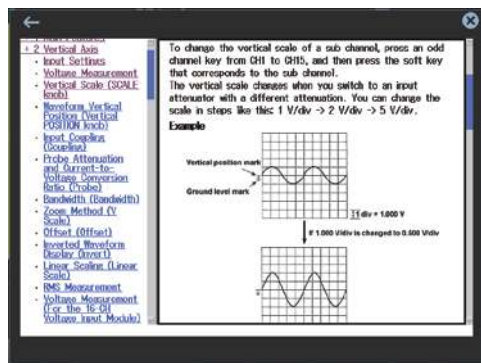 + 2 Vertical Axis
Input Settings
Voltage Measurement
Vertical Scale (SCALE
knob)
Waveform Vertical
Position (Vertical
POSITION knob)
Input Coupling
(Coupling)
Probe Attenuation
and Current-to-
Voltage Conversion
Ratio (Probe)
Bandwidth (Bandwidth)
Zoom Method (V
Scale)
Offset (Offset)
Inverted Waveform
Display (Invert)
Linear Scaling (Linear
Scale)
RMS Measurement
Voltage Measurement
(For the 16-CH
Voltage Input Module)
To change the vertical scale of a sub channel, press an odd
channel key from CH1 to CH15, and then press the soft key
that corresponds to the sub channel.
The vertical scale changes when you switch to an input
attenuator with a different attenuation. You can change the
scale in steps like this: 1 V/div -> 2 V/div -> 5 V/div.
Example
Vertical position mark
Ground level mark
1 div = 1.000 V
If 1.000 V/div is changed to 0.500 V/div